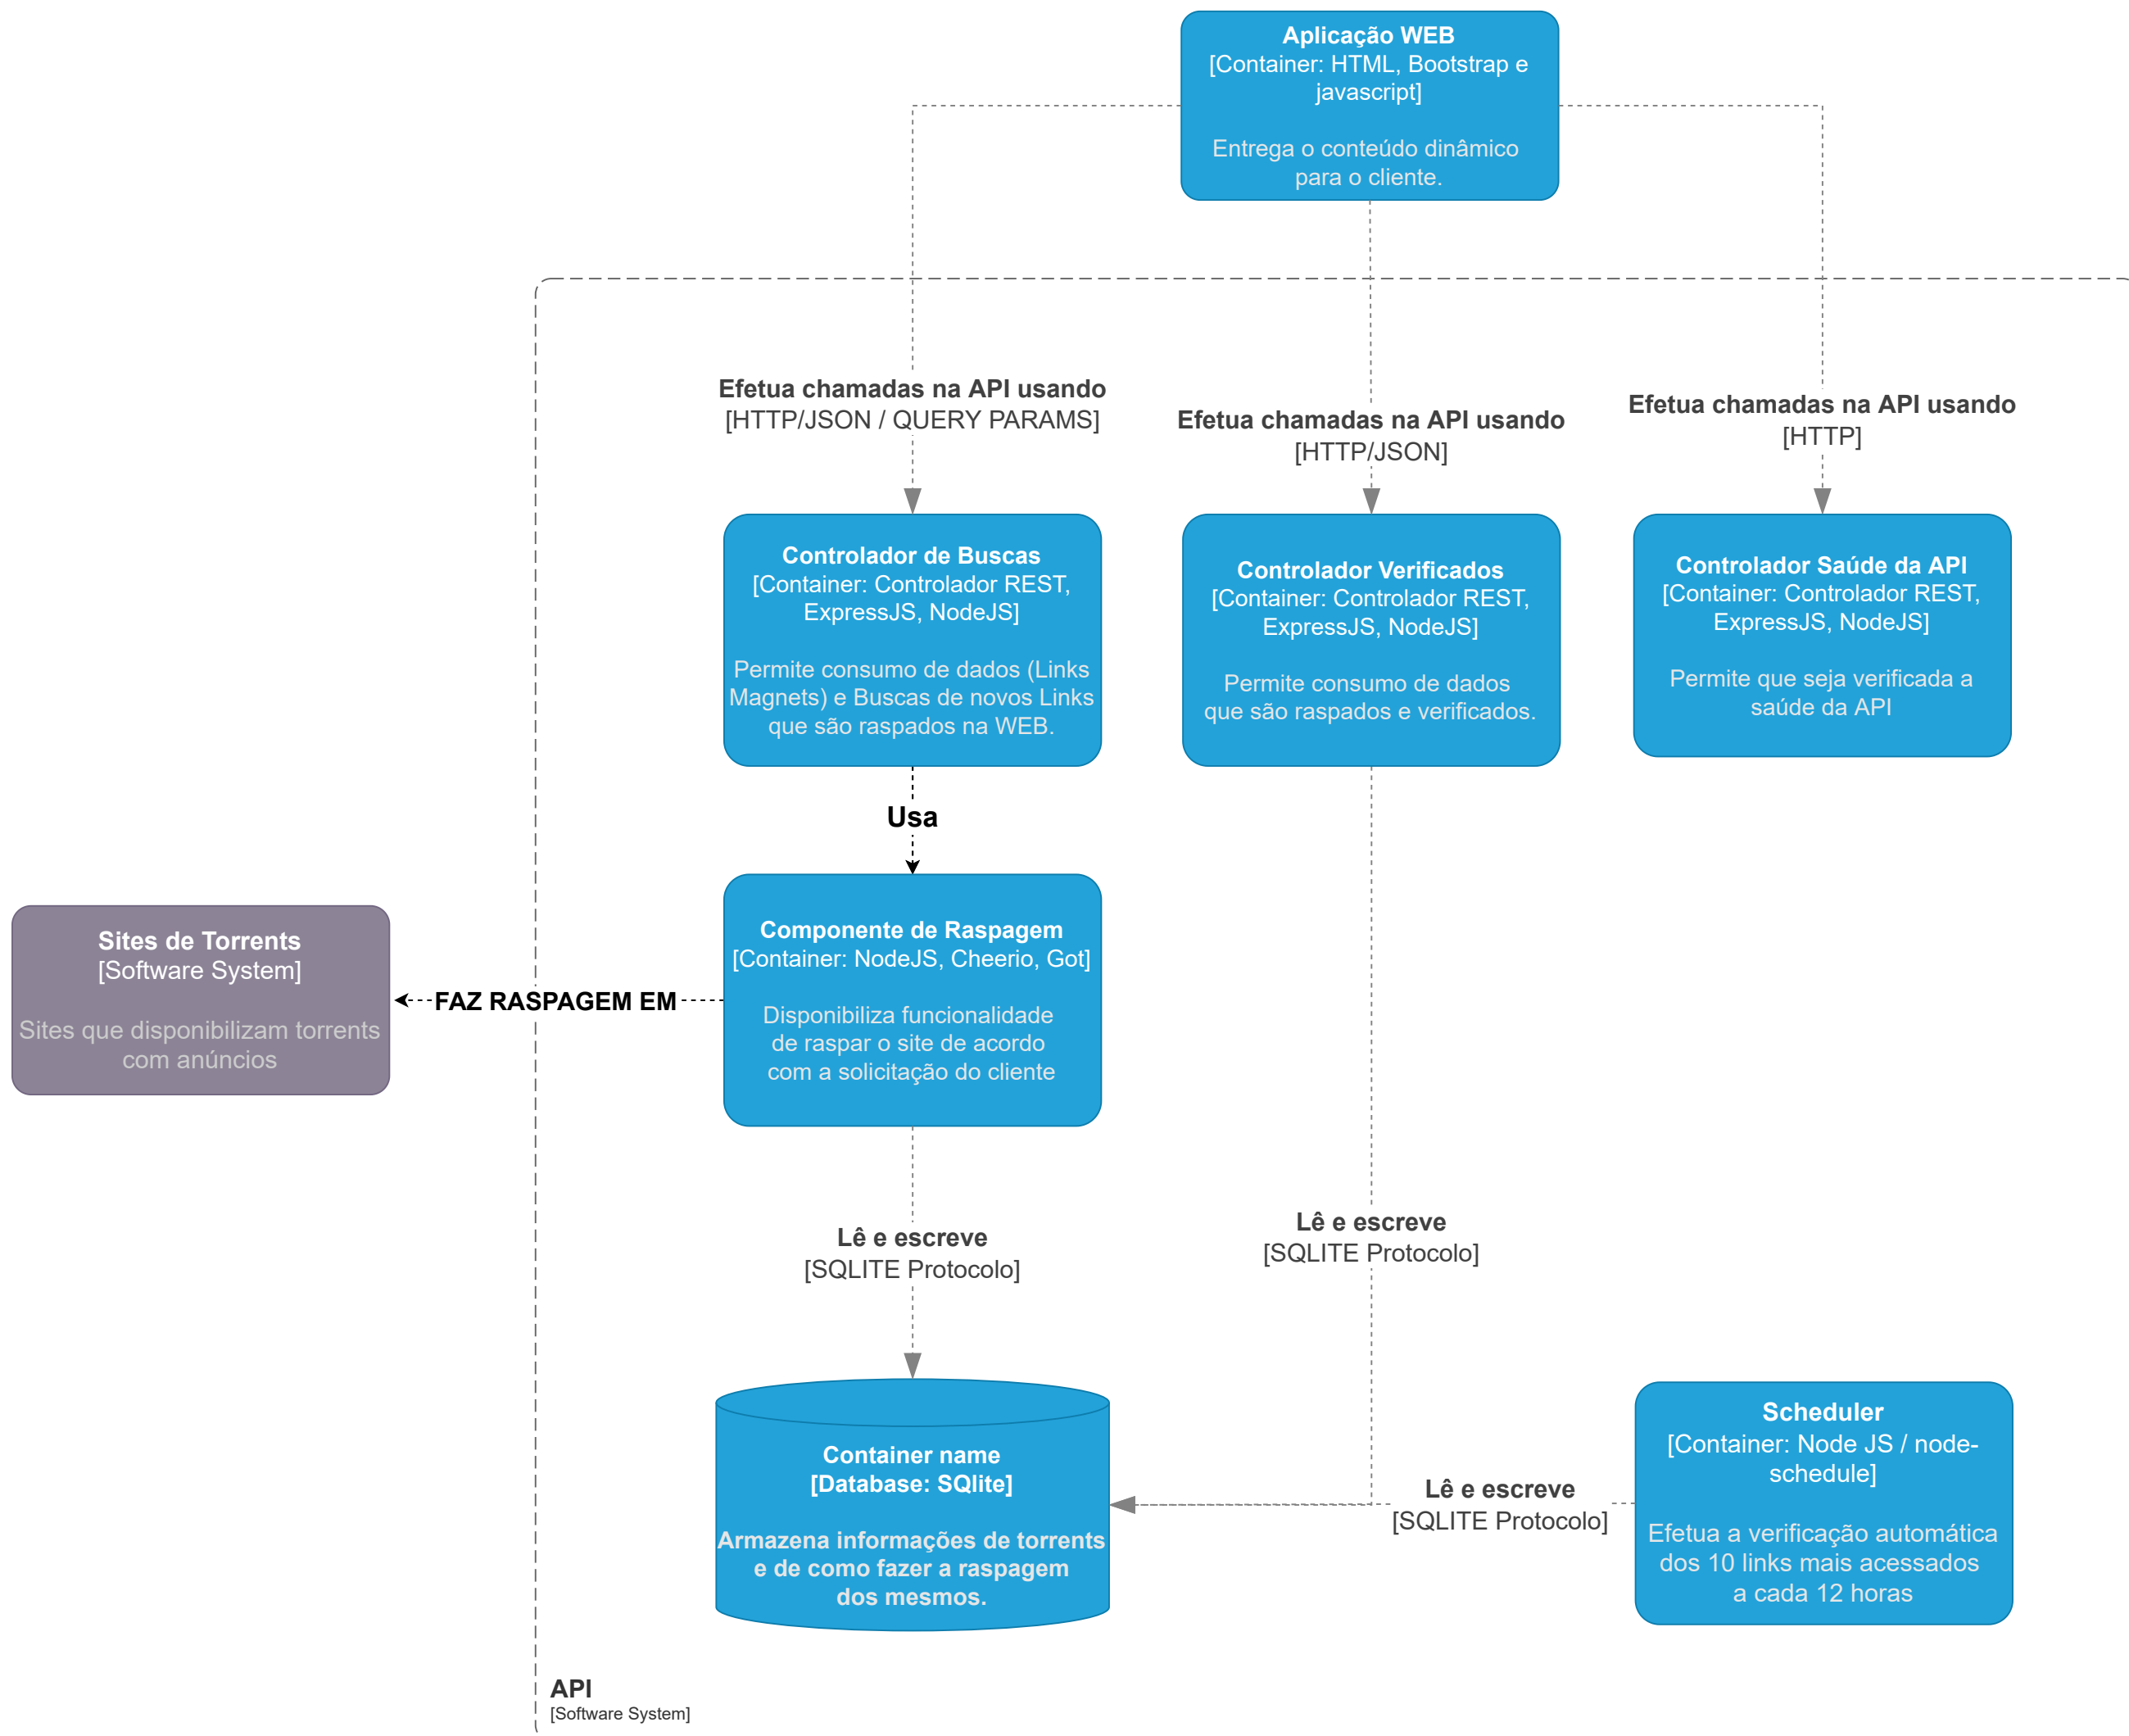 Aplicação WEB
[Container: HTML, Bootstrap e
javascript]
Entrega o conteúdo dinâmico
para o cliente.
Efetua chamadas na API usando
[HTTP/JSON / QUERY PARAMS]
Efetua chamadas na API usando
[HTTP/JSON]
Efetua chamadas na API usando
[HTTP]
Controlador de Buscas
[Container: Controlador REST,
ExpressJS, NodeJS]
Permite consumo de dados (Links
Magnets) e Buscas de novos Links
que são raspados na WEB.
Controlador Verificados
[Container: Controlador REST,
ExpressJS, NodeJS]
Permite consumo de dados
que são raspados e verificados.
Controlador Saúde da API
[Container: Controlador REST,
ExpressJS, NodeJS]
Permite que seja verificada a
saúde da API
Usa
Sites de Torrents
[Software System]
Sites que disponibilizam torrents
com anúncios
FAZ RASPAGEM EM
Componente de Raspagem
[Container: NodeJS, Cheerio, Got]
Disponibiliza funcionalidade
de raspar o site de acordo
com a solicitação do cliente
Lê e escreve
[SQLITE Protocolo]
Lê e escreve
[SQLITE Protocolo]
Container name
[Database: SQlite]
Armazena informações de torrents
e de como fazer a raspagem
dos mesmos.
Lê e escreve
[SQLITE Protocolo]
Scheduler
[Container: Node JS / node-
schedule]
Efetua a verificação automática
dos 10 links mais acessados
a cada 12 horas
API
[Software System]